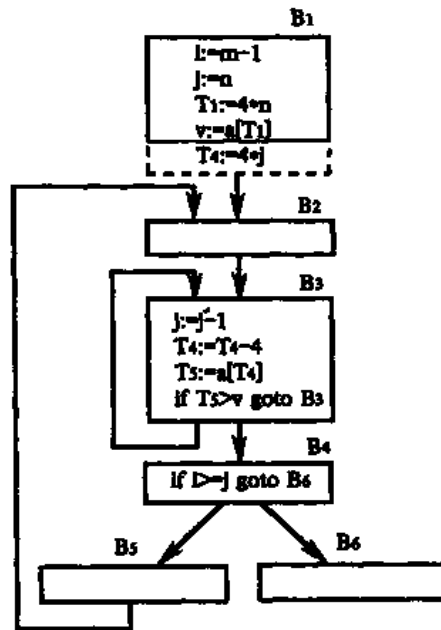 B1
i:=m-1
j:=n
T1:=4*n
v:=a[T1]
T4:=4*j
B2
B3
j:=j-1
T4:=T4-4
T5:=a[T4]
if T5>v goto B3
B4
if i>=j goto B6
B5
B6